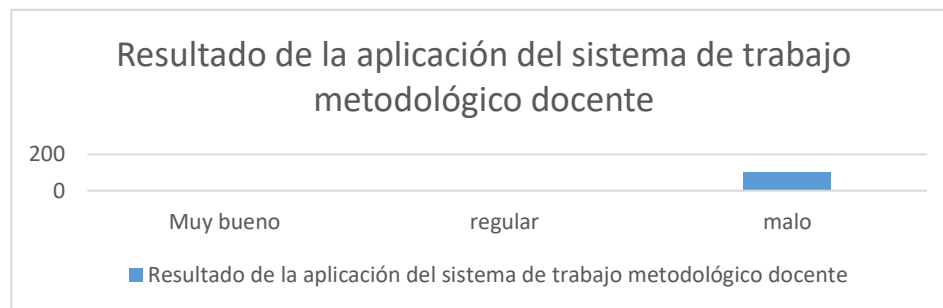 Resultado de la aplicación del sistema de trabajo
metodológico docente
200
0
Muy bueno regular malo
Resultado de la aplicación del sistema de trabajo metodológico docente